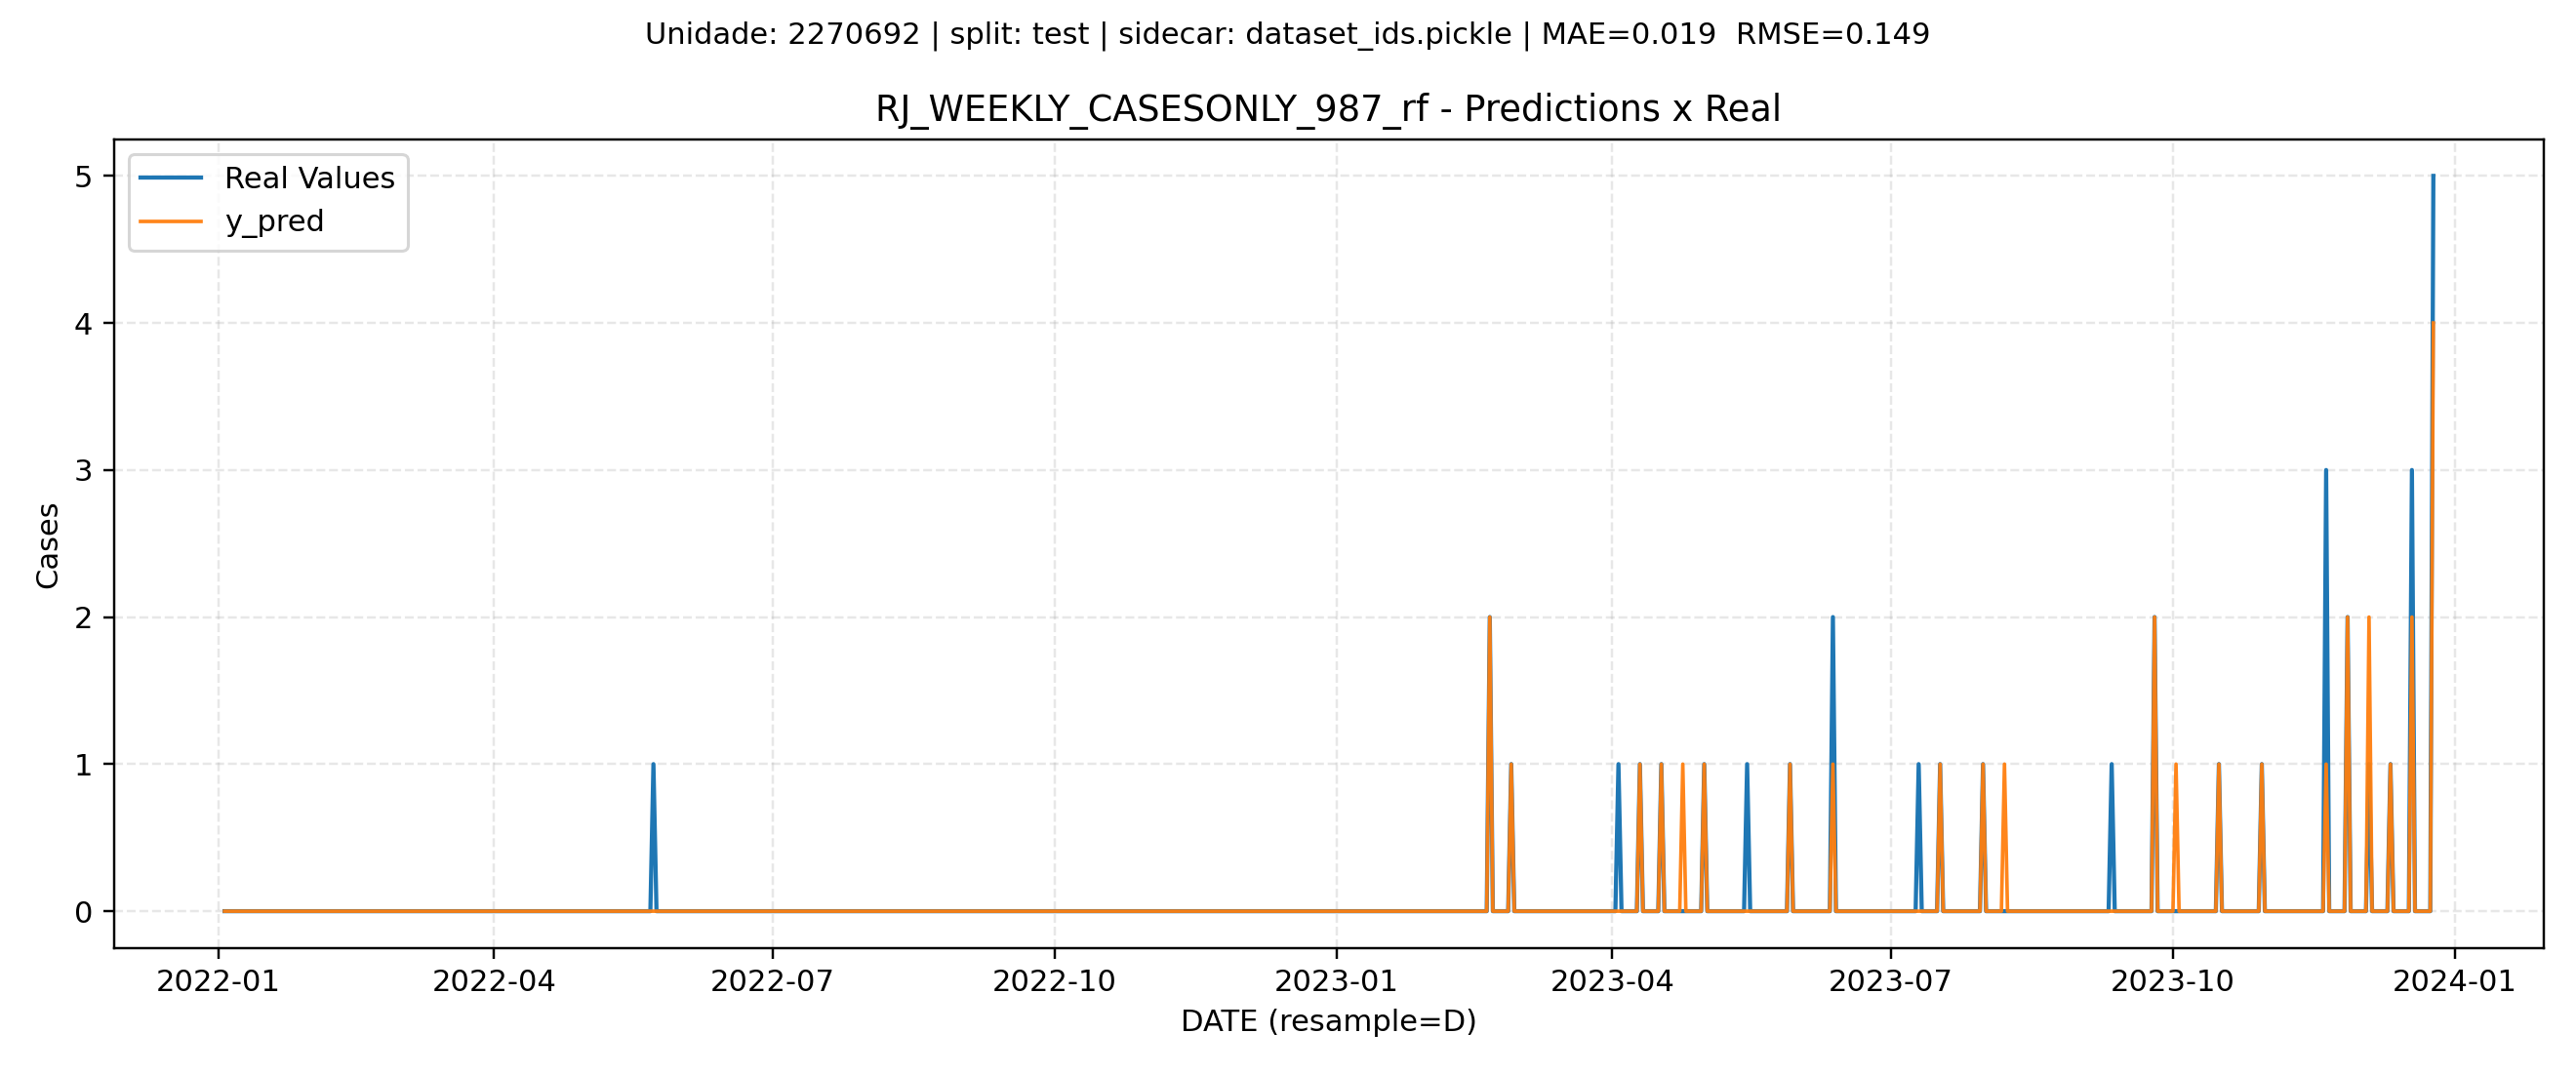 Unidade: 2270692 | split: test | sidecar: dataset_ids.pickle | MAE=0.019  RMSE=0.149
RJ_WEEKLY_CASESONLY_987_rf - Predictions x Real
Real Values
y_pred
5
4
3
2
1
0
Cases
2022-01 2022-04 2022-07 2022-10 2023-01 2023-04 2023-07 2023-10 2024-01
DATE (resample=D)